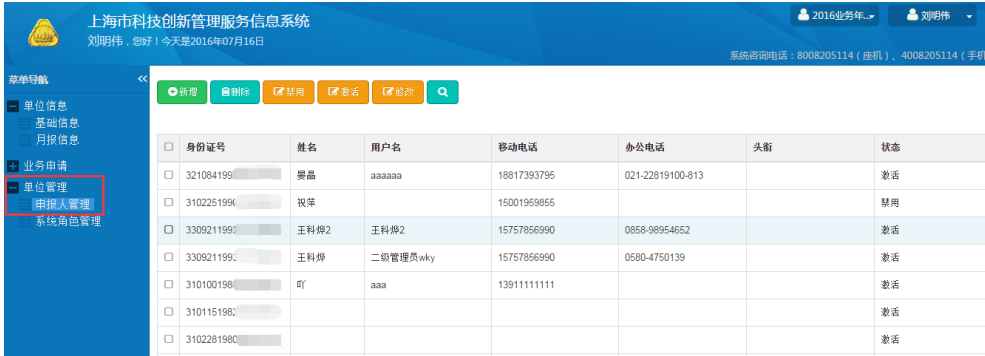 上海市科技创新管理服务信息系统
2016业务年..
刘明伟
刘明伟，您好！今天是2016年07月16日
系统咨询电话：8008205114（座机）、4008205114（手机
菜单导航 «
新增 删除 禁用 激活 修改
单位信息
基础信息
月报信息
业务申请
单位管理
申报人管理
系统角色管理
身份证号 姓名 用户名 移动电话 办公电话 头衔 状态
321084199 晏晶 aaaaaa 18817393795 021-22819100-813 激活
310225199 祝萍 15001959855 禁用
330921199 王科烨2 王科烨2 15757856990 0858-98954652 激活
330921199 王科烨 二级管理员wky 15757856990 0580-4750139 激活
310100198 吖 aaa 13911111111 激活
310115198 激活
310228198 激活